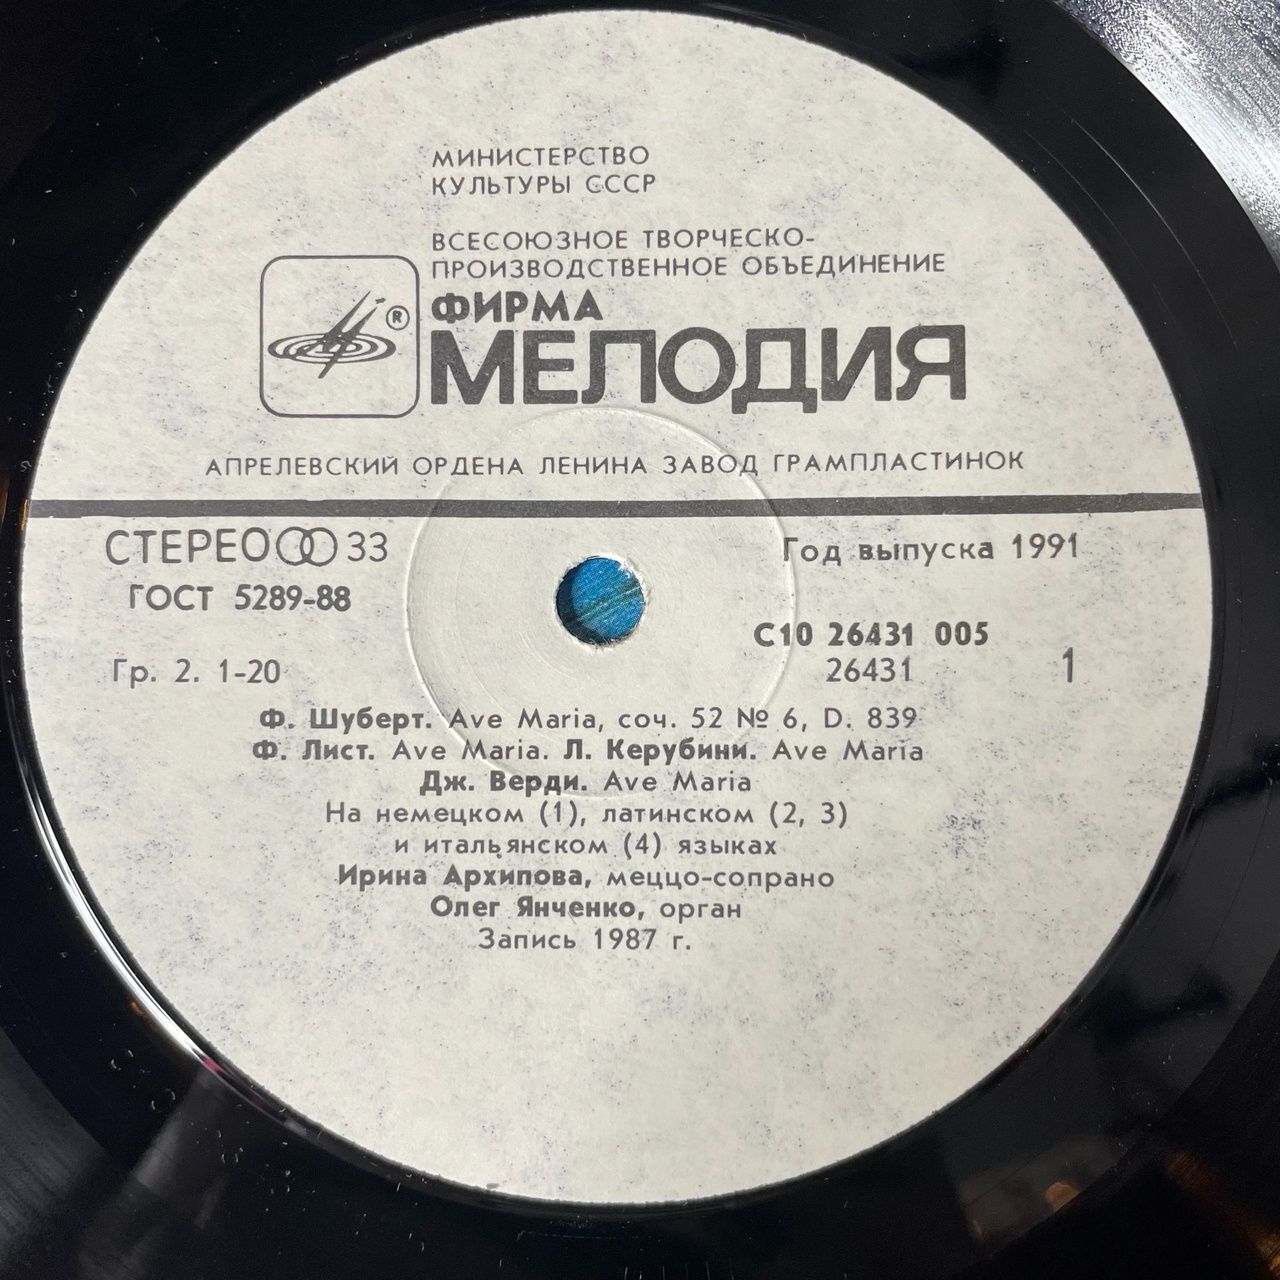 МИНИСТЕРСТВО
КУЛЬТУРЫ СССР
ВСЕСОЮЗНОЕ ТВОРЧЕСКО-
ПРОИЗВОДСТВЕННОЕ ОБЪЕДИНЕНИЕ
®
ФИРМА
МЕЛОДИЯ
АПРЕЛЕВСКИЙ ОРДЕНА ЛЕНИНА ЗАВОД ГРАМПЛАСТИНОК
СТЕРЕО 33
Год выпуска 1991
ГОСТ 5289-88
С10 26431 005
Гр. 2. 1-20
26431
1
Ф. Шуберт. Ave Maria, соч. 52 № 6, D. 839
Ф. Лист. Ave Maria. Л. Керубини. Ave Maria
Дж. Верди. Ave Maria
На немецком (1), латинском (2, 3)
и итальянском (4) языках
Ирина Архипова, меццо-сопрано
Олег Янченко, орган
Запись 1987 г.